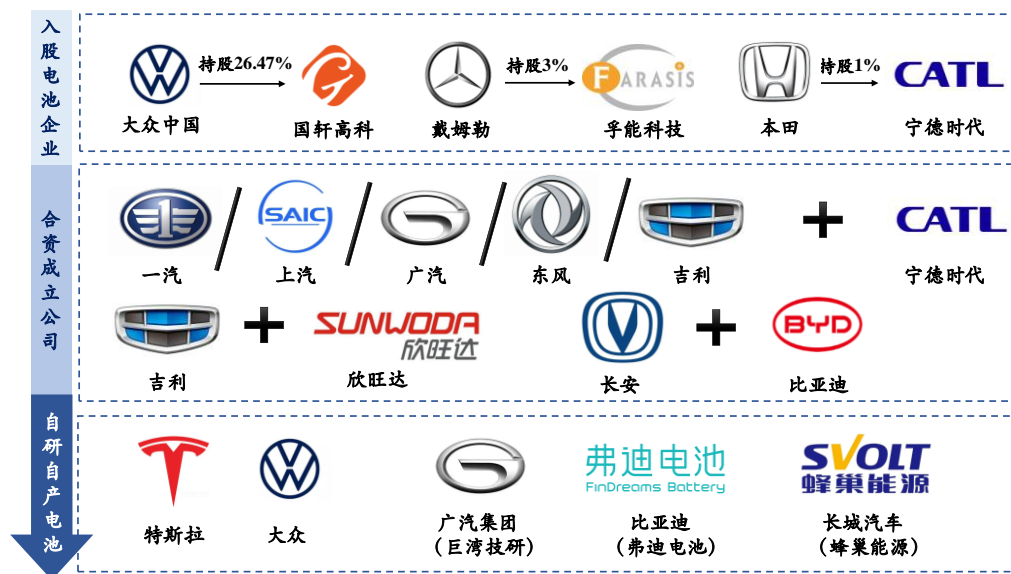 入股电池企业
持股26.47%
持股3%
FARASIS
持股1%
CATL
大众中国
国轩高科
戴姆勒
孚能科技
本田
宁德时代
合资成立公司
1
SAIC
CATL
一汽
上汽
广汽
东风
吉利
宁德时代
SUNWODA
欣旺达
BYD
吉利
欣旺达
长安
比亚迪
自研自产电池
弗迪电池
FinDreams Battery
SVOLT
蜂巢能源
特斯拉
大众
广汽集团
（巨湾技研）
比亚迪
（弗迪电池）
长城汽车
（蜂巢能源）